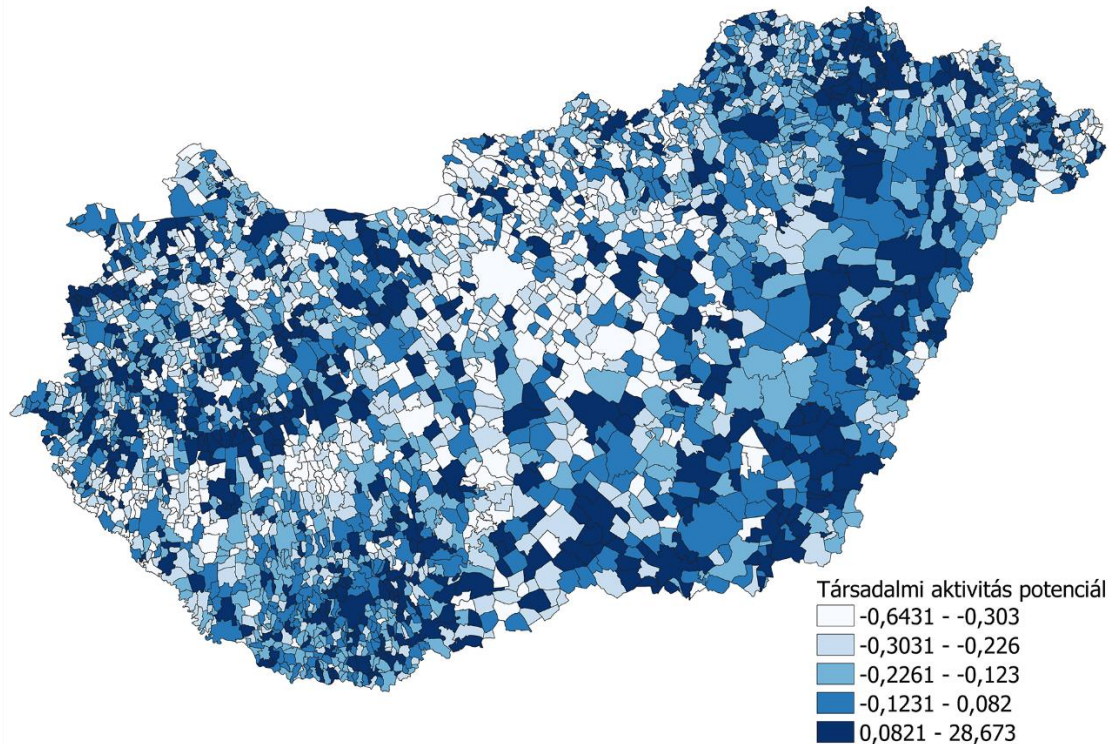 Társadalmi aktivitás potenciál
-0,6431 - -0,303
-0,3031 - -0,226
-0,2261 - -0,123
-0,1231 - 0,082
0,0821 - 28,673